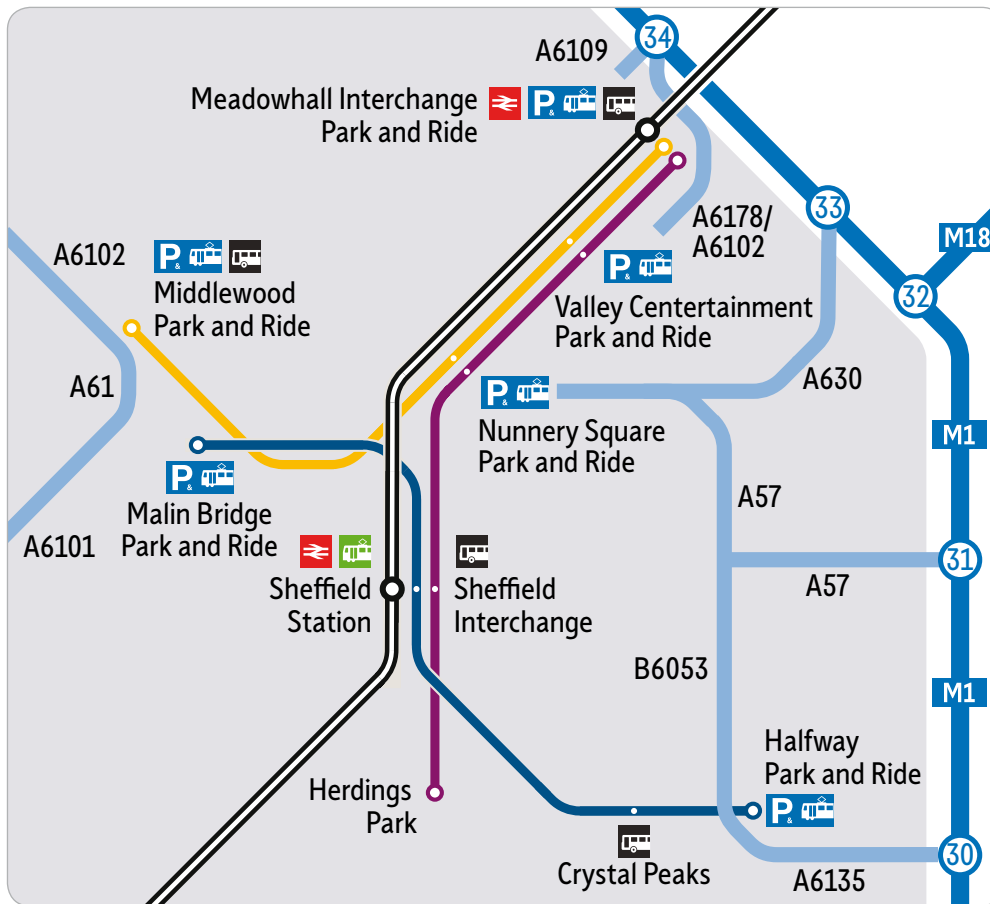 34
A6109
Meadowhall Interchange
Park and Ride
P&
A6178/
A6102
33
M18
32
A6102
P&
Middlewood
Park and Ride
P&
Valley Centertainment
Park and Ride
A61
A630
P&
Nunnery Square
Park and Ride
M1
P&
Malin Bridge
Park and Ride
A57
A6101
31
A57
Sheffield
Station
Sheffield
Interchange
B6053
M1
Halfway
Park and Ride
P&
Herdings
Park
Crystal Peaks
30
A6135